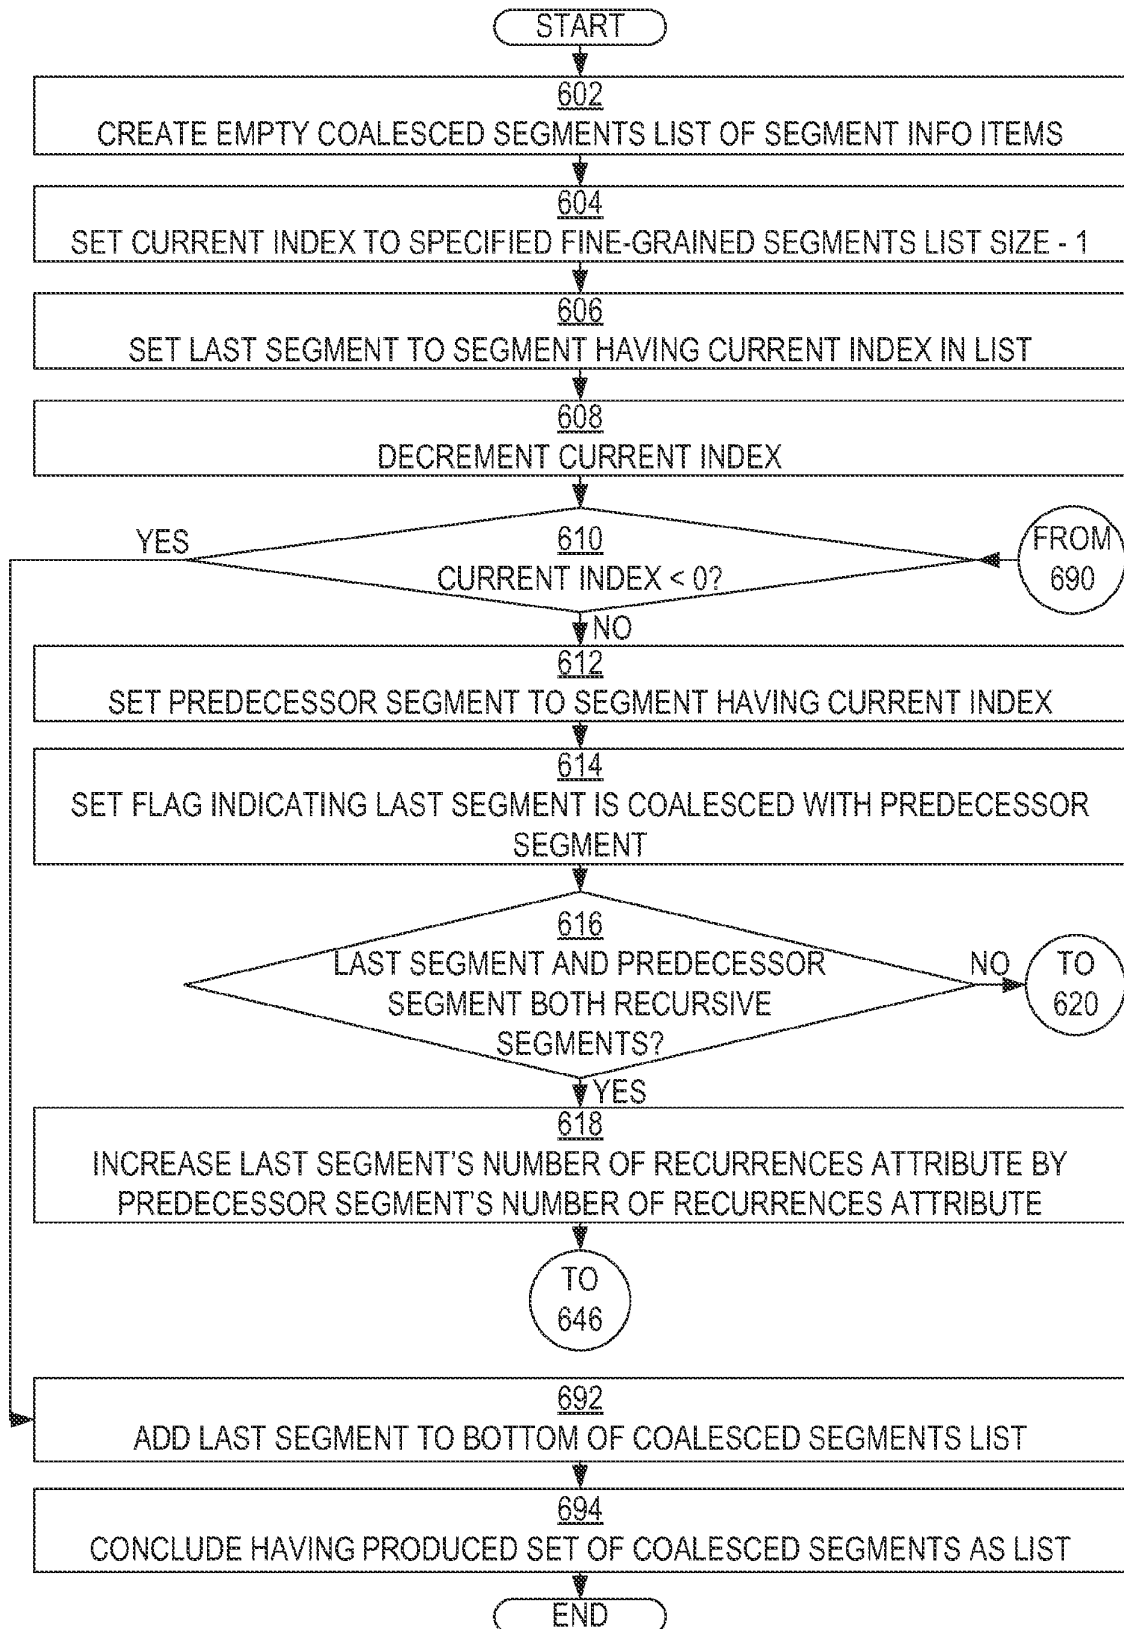 START
602
CREATE EMPTY COALESCED SEGMENTS LIST OF SEGMENT INFO ITEMS
604
SET CURRENT INDEX TO SPECIFIED FINE-GRAINED SEGMENTS LIST SIZE - 1
606
SET LAST SEGMENT TO SEGMENT HAVING CURRENT INDEX IN LIST
608
DECREMENT CURRENT INDEX
YES
610
CURRENT INDEX < 0?
FROM
690
NO
612
SET PREDECESSOR SEGMENT TO SEGMENT HAVING CURRENT INDEX
614
SET FLAG INDICATING LAST SEGMENT IS COALESCED WITH PREDECESSOR
SEGMENT
616
LAST SEGMENT AND PREDECESSOR
SEGMENT BOTH RECURSIVE
SEGMENTS?
NO
TO
620
YES
618
INCREASE LAST SEGMENT'S NUMBER OF RECURRENCES ATTRIBUTE BY
PREDECESSOR SEGMENT'S NUMBER OF RECURRENCES ATTRIBUTE
TO
646
692
ADD LAST SEGMENT TO BOTTOM OF COALESCED SEGMENTS LIST
694
CONCLUDE HAVING PRODUCED SET OF COALESCED SEGMENTS AS LIST
END